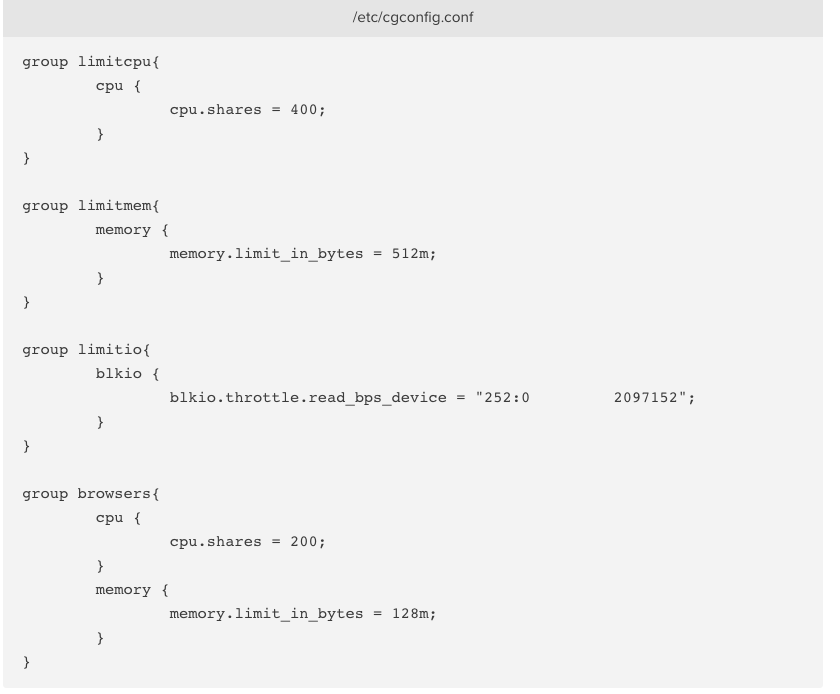 /etc/cgconfig.conf
group limitcpu{
        cpu {
                cpu.shares = 400;
        }
}

group limitmem{
        memory {
                memory.limit_in_bytes = 512m;
        }
}

group limitio{
        blkio {
                blkio.throttle.read_bps_device = "252:0         2097152";
        }
}

group browsers{
        cpu {
                cpu.shares = 200;
        }
        memory {
                memory.limit_in_bytes = 128m;
        }
}